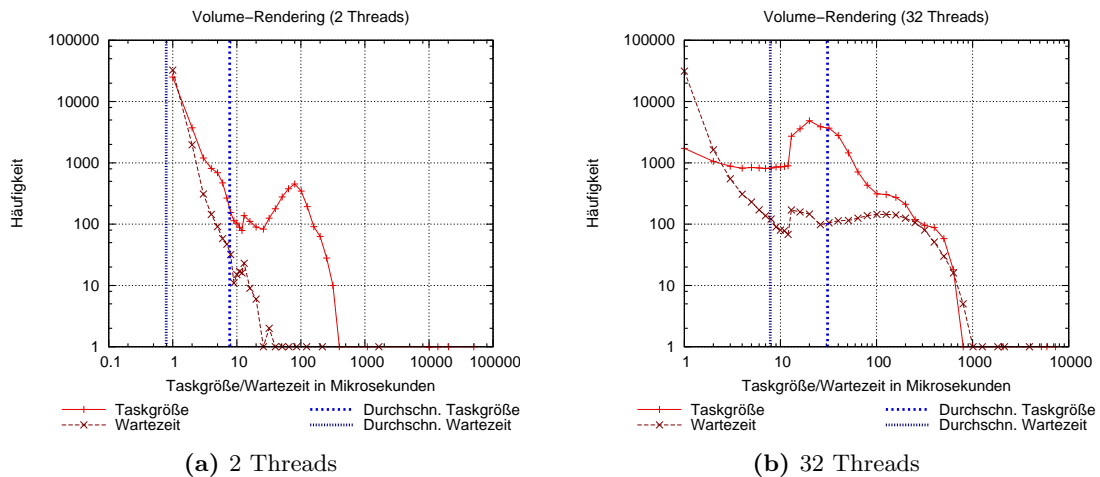 Volume-Rendering (2 Threads)
100000
10000
1000
100
10
1
Häufigkeit
0.1 1 10 100 1000 10000 100000
Taskgröße/Wartezeit in Mikrosekunden
Taskgröße
Wartezeit
Durchschn. Taskgröße
Durchschn. Wartezeit
(a) 2 Threads
Volume-Rendering (32 Threads)
100000
10000
1000
100
10
1
Häufigkeit
1 10 100 1000 10000
Taskgröße/Wartezeit in Mikrosekunden
Taskgröße
Wartezeit
Durchschn. Taskgröße
Durchschn. Wartezeit
(b) 32 Threads